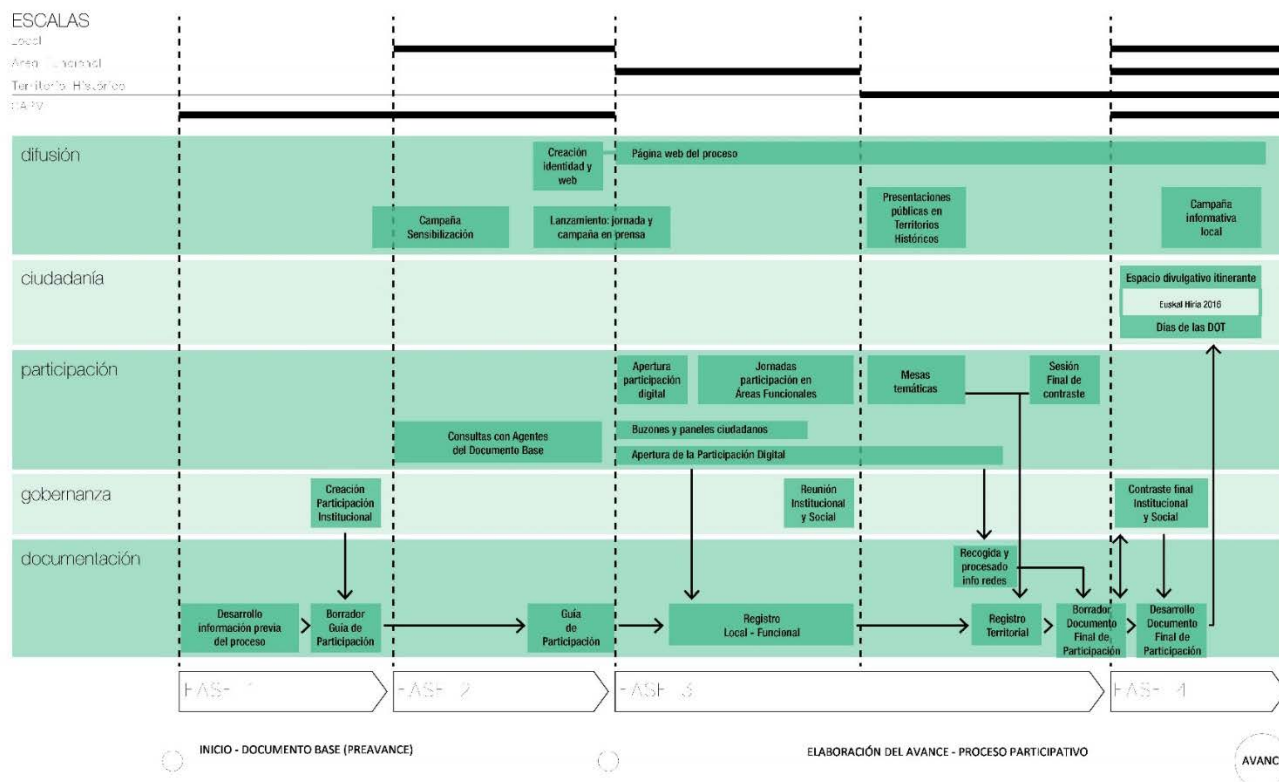 ESCALAS
Local
Área Funcional
Territorio Histórico
CAPV
difusión
Creación
identidad y
web
Página web del proceso
Campaña
Sensibilización
Lanzamiento: jornada y
campaña en prensa
Presentaciones
públicas en
Territorios
Históricos
Campaña
informativa
local
ciudadanía
Espacio divulgativo itinerante
Euskal Hiria 2016
Días de las DOT
participación
Apertura
participación
digital
Jornadas
participación en
Áreas Funcionales
Mesas
temáticas
Sesión
Final de
contraste
Consultas con Agentes
del Documento Base
Buzones y paneles ciudadanos
Apertura de la Participación Digital
gobernanza
Creación
Participación
Institucional
Reunión
Institucional
y Social
Contraste final
Institucional
y Social
documentación
Recogida y
procesado
info redes
Desarrollo
información previa
del proceso
Borrador
Guía de
Participación
Guía
de
Participación
Registro
Local - Funcional
Registro
Territorial
Borrador
Documento
Final de
Participación
Desarrollo
Documento
Final de
Participación
FASE 1
FASE 2
FASE 3
FASE 4
INICIO - DOCUMENTO BASE (PREAVANCE)
ELABORACIÓN DEL AVANCE - PROCESO PARTICIPATIVO
AVANC